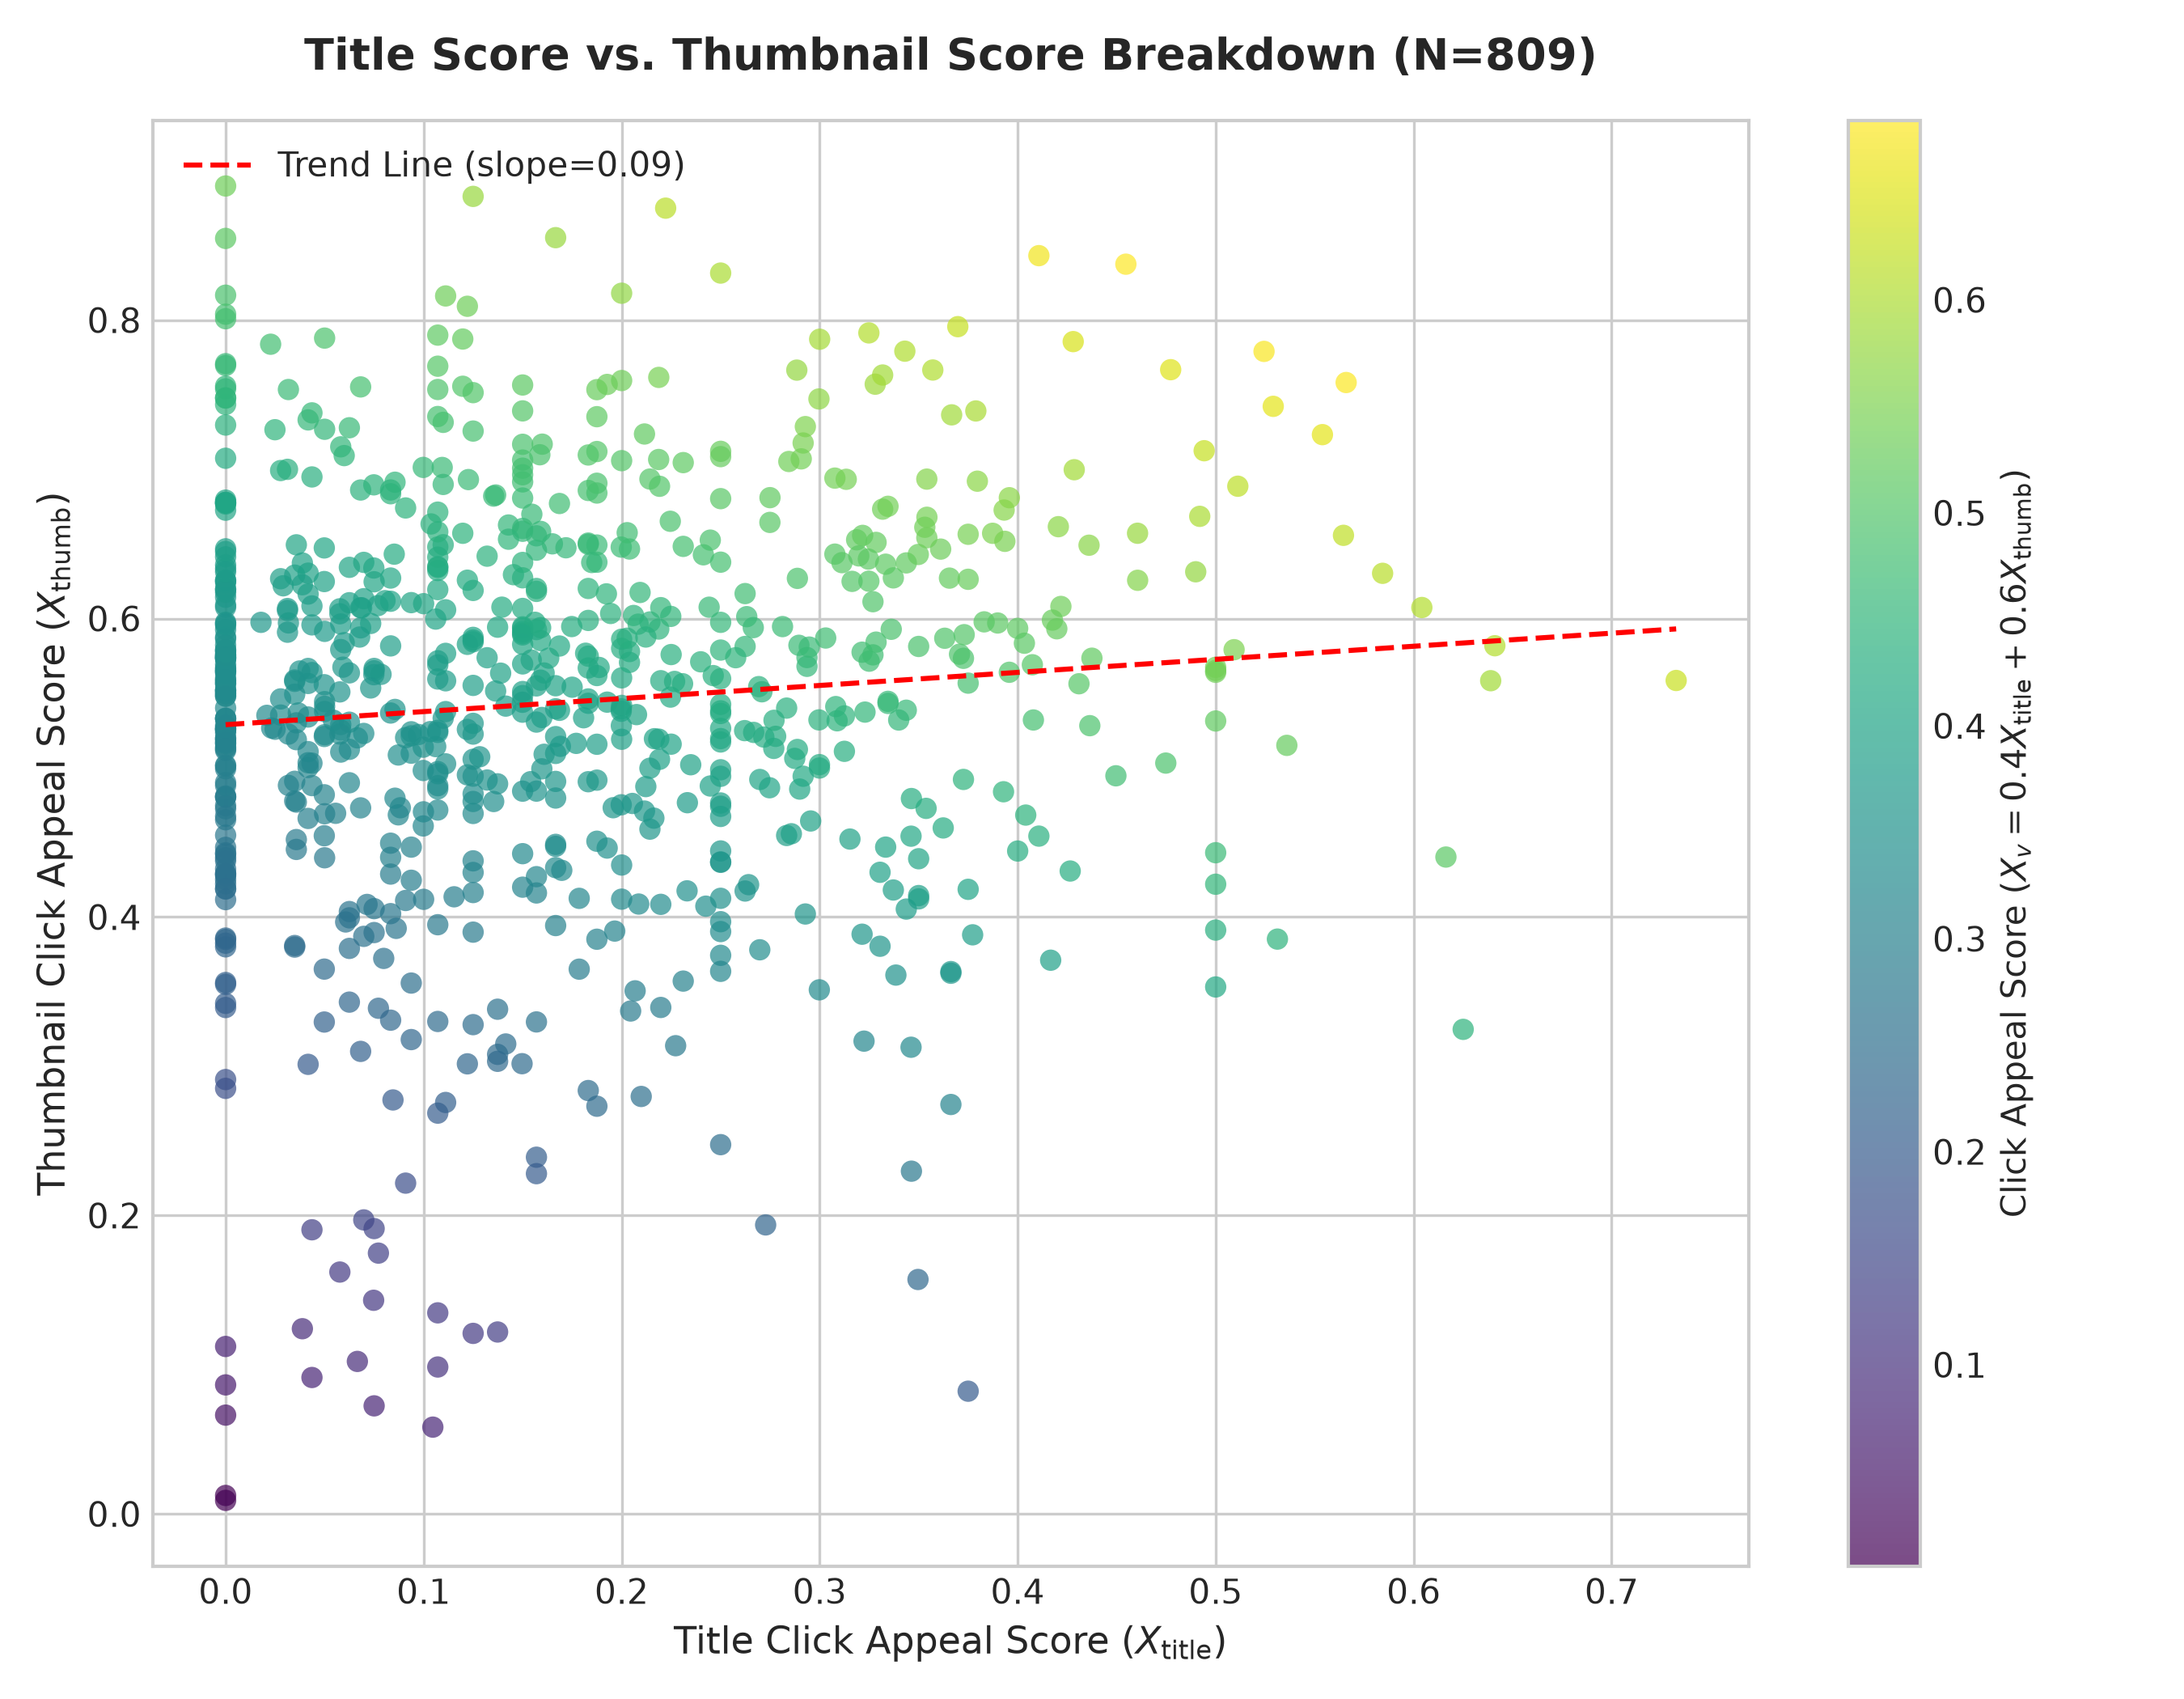 Title Score vs. Thumbnail Score Breakdown (N=809)
Trend Line (slope=0.09)
Thumbnail Click Appeal Score (X_thumb)
0.8
0.6
0.4
0.2
0.0
0.0 0.1 0.2 0.3 0.4 0.5 0.6 0.7
Title Click Appeal Score (X_title)
0.6
0.5
0.4
0.3
0.2
0.1
Click Appeal Score (X_v = 0.4X_title + 0.6X_thumb)